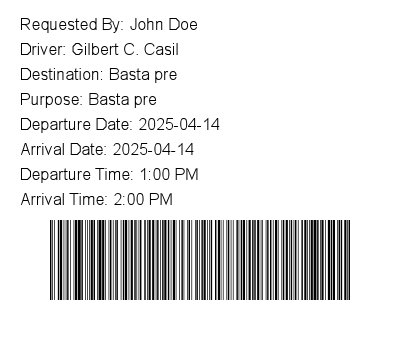 Requested By: John Doe
Driver: Gilbert C. Casil
Destination: Basta pre
Purpose: Basta pre
Departure Date: 2025-04-14
Arrival Date: 2025-04-14
Departure Time: 1:00 PM
Arrival Time: 2:00 PM